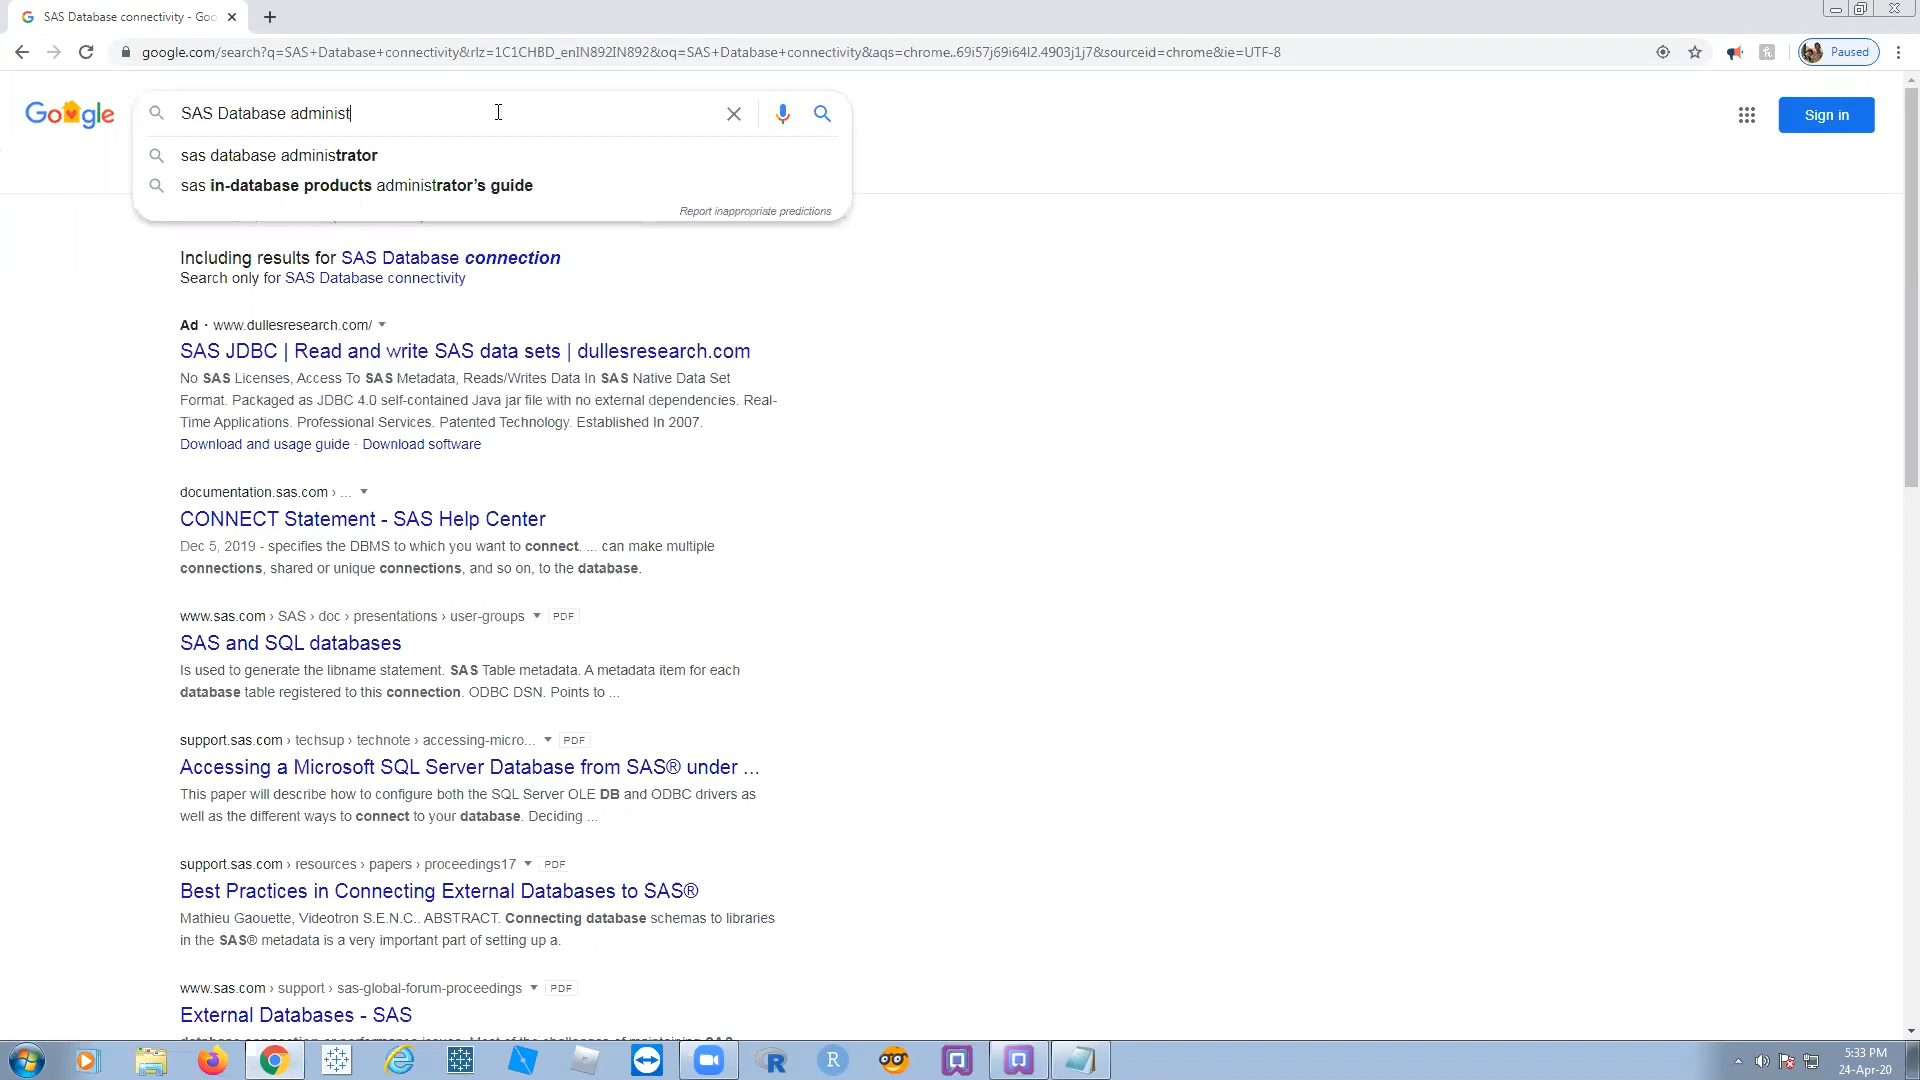 SAS Database connectivity - Goo
google.com/search?q=SAS+Database+connectivity&rlz=1C1CHBD_enIN892IN892&oq=SAS+Database+connectivity&aqs=chrome..69i57j69i64l2.4903j1j7&sourceid=chrome&ie=UTF-8
Paused
Google
SAS Database administ
Sign in
sas database administrator
sas in-database products administrator's guide
Report inappropriate predictions
Including results for SAS Database connection
Search only for SAS Database connectivity
Ad · www.dullesresearch.com/
SAS JDBC | Read and write SAS data sets | dullesresearch.com
No SAS Licenses, Access To SAS Metadata, Reads/Writes Data In SAS Native Data Set
Format. Packaged as JDBC 4.0 self-contained Java jar file with no external dependencies. Real-
Time Applications. Professional Services. Patented Technology. Established In 2007.
Download and usage guide · Download software
documentation.sas.com › ...
CONNECT Statement - SAS Help Center
Dec 5, 2019 - specifies the DBMS to which you want to connect. ... can make multiple
connections, shared or unique connections, and so on, to the database.
www.sas.com › SAS › doc › presentations › user-groups PDF
SAS and SQL databases
Is used to generate the libname statement. SAS Table metadata. A metadata item for each
database table registered to this connection. ODBC DSN. Points to ...
support.sas.com › techsup › technote › accessing-micro... PDF
Accessing a Microsoft SQL Server Database from SAS® under ...
This paper will describe how to configure both the SQL Server OLE DB and ODBC drivers as
well as the different ways to connect to your database. Deciding ...
support.sas.com › resources › papers › proceedings17 PDF
Best Practices in Connecting External Databases to SAS®
Mathieu Gaouette, Videotron S.E.N.C.. ABSTRACT. Connecting database schemas to libraries
in the SAS® metadata is a very important part of setting up a.
www.sas.com › support › sas-global-forum-proceedings PDF
External Databases - SAS
5:33 PM
24-Apr-20